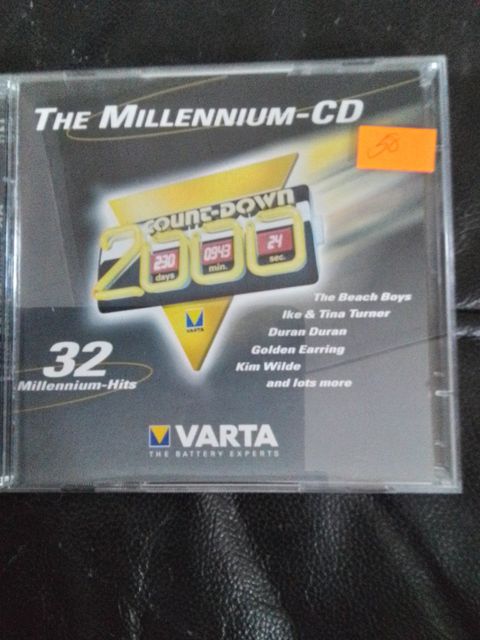 THE MILLENNIUM-CD
50
COUNT-DOWN
2000
230 0943 24
days min. sec.
VARTA
The Beach Boys
Ike & Tina Turner
Duran Duran
Golden Earring
Kim Wilde
and lots more
32
Millennium-Hits
VARTA
THE BATTERY EXPERTS